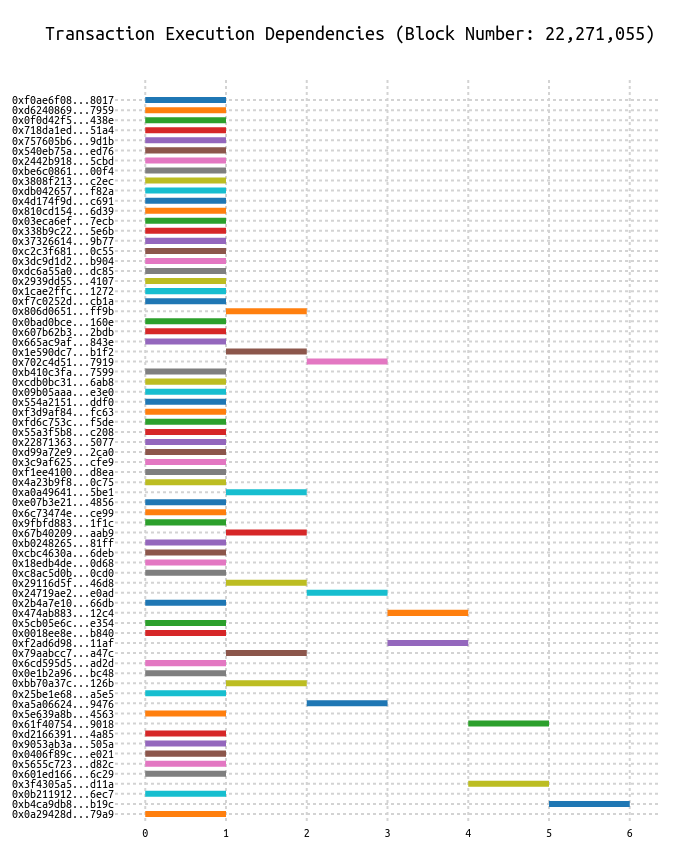 Transaction Execution Dependencies (Block Number: 22,271,055)
0xf0ae6f08...8017
0xd6240869...7959
0x0f0d42f5...438e
0x718da1ed...51a4
0x757605b6...9d1b
0x540eb75a...ed76
0x2442b918...5cbd
0xbe6c0861...00f4
0x3808f213...c2ec
0xdb042657...f82a
0x4d174f9d...c691
0x810cd154...6d39
0x03eca6ef...7ecb
0x338b9c22...5e6b
0x37326614...9b77
0xc2c3f681...0c55
0x3dc9d1d2...b904
0xdc6a55a0...dc85
0x2939dd55...4107
0x1cae2ffc...1272
0xf7c0252d...cb1a
0x806d0651...ff9b
0x0bad0bce...160e
0x607b62b3...2bdb
0x665ac9af...843e
0x1e590dc7...b1f2
0x702c4d51...7919
0xb410c3fa...7599
0xcdb0bc31...6ab8
0x09b05aaa...e3e0
0x554a2151...ddf0
0xf3d9af84...fc63
0xfd6c753c...f5de
0x55a3f5b8...c208
0x22871363...5077
0xd99a72e9...2ca0
0x3c9af625...cfe9
0xf1ee4100...d8ea
0x4a23b9f8...0c75
0xa0a49641...5be1
0xe07b3e21...4856
0x6c73474e...ce99
0x9fbfd883...1f1c
0x67b40209...aab9
0xb0248265...81ff
0xcbc4630a...6deb
0x18edb4de...0d68
0xc8ac5d0b...0cd0
0x29116d5f...46d8
0x24719ae2...e0ad
0x2b4a7e10...66db
0x474ab883...12c4
0x5cb05e6c...e354
0x0018ee8e...b840
0xf2ad6d98...11af
0x79aabcc7...a47c
0x6cd595d5...ad2d
0x0e1b2a96...bc48
0xbb70a37c...126b
0x25be1e68...a5e5
0xa5a06624...9476
0x5e639a8b...4563
0x61f40754...9018
0xd2166391...4a85
0x9053ab3a...505a
0x0406f89c...e021
0x5655c723...d82c
0x601ed166...6c29
0x3f4305a5...d11a
0x0b211912...6ec7
0xb4ca9db8...b19c
0x0a29428d...79a9
0 1 2 3 4 5 6